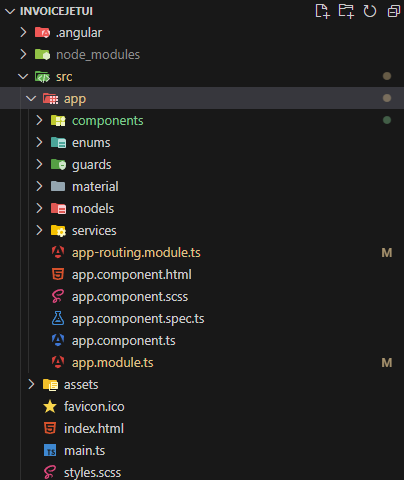 INVOICEJETUI
.angular
node_modules
src
app
components
enums
guards
material
models
services
app-routing.module.ts M
app.component.html
app.component.scss
app.component.spec.ts
app.component.ts
app.module.ts M
assets
favicon.ico
index.html
TS main.ts
styles.scss